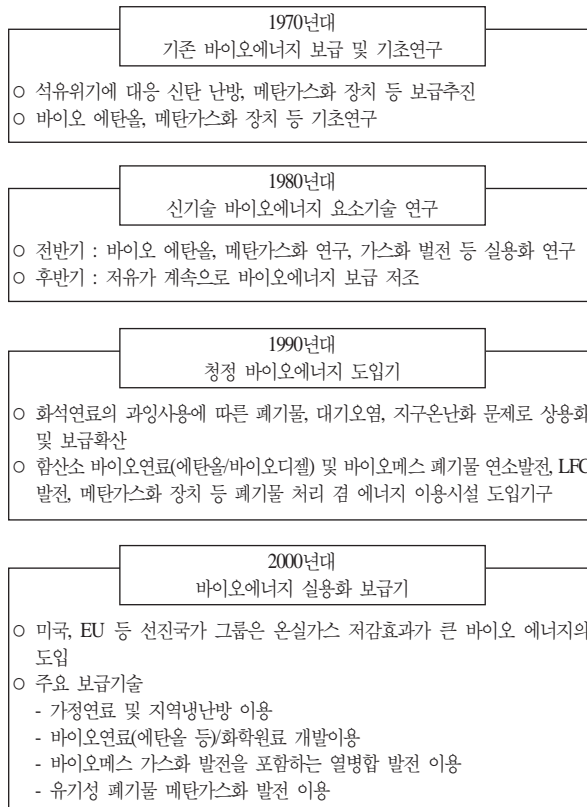 1970년대
기존 바이오에너지 보급 및 기초연구
○ 석유위기에 대응 신탄 난방, 메탄가스화 장치 등 보급추진
○ 바이오 에탄올, 메탄가스화 장치 등 기초연구
1980년대
신기술 바이오에너지 요소기술 연구
○ 전반기 : 바이오 에탄올, 메탄가스화 연구, 가스화 벌전 등 실용화 연구
○ 후반기 : 저유가 계속으로 바이오에너지 보급 저조
1990년대
청정 바이오에너지 도입기
○ 화석연료의 과잉사용에 따른 폐기물, 대기오염, 지구온난화 문제로 상용화
및 보급확산
○ 함산소 바이오연료(에탄올/바이오디젤) 및 바이오메스 폐기물 연소발전, LFG
발전, 메탄가스화 장치 등 폐기물 처리 겸 에너지 이용시설 도입기구
2000년대
바이오에너지 실용화 보급기
○ 미국, EU 등 선진국가 그룹은 온실가스 저감효과가 큰 바이오 에너지의
도입
○ 주요 보급기술
- 가정연료 및 지역냉난방 이용
- 바이오연료(에탄올 등)/화학원료 개발이용
- 바이오메스 가스화 발전을 포함하는 열병합 발전 이용
- 유기성 폐기물 메탄가스화 발전 이용